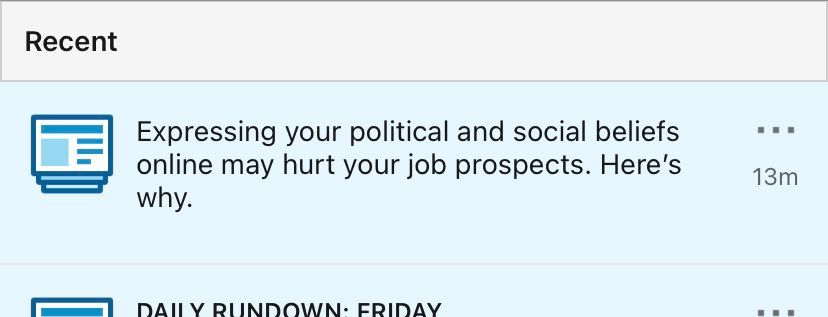 Recent
Expressing your political and social beliefs
online may hurt your job prospects. Here’s
why.
13m
DAILY RUNDOWN: FRIDAY